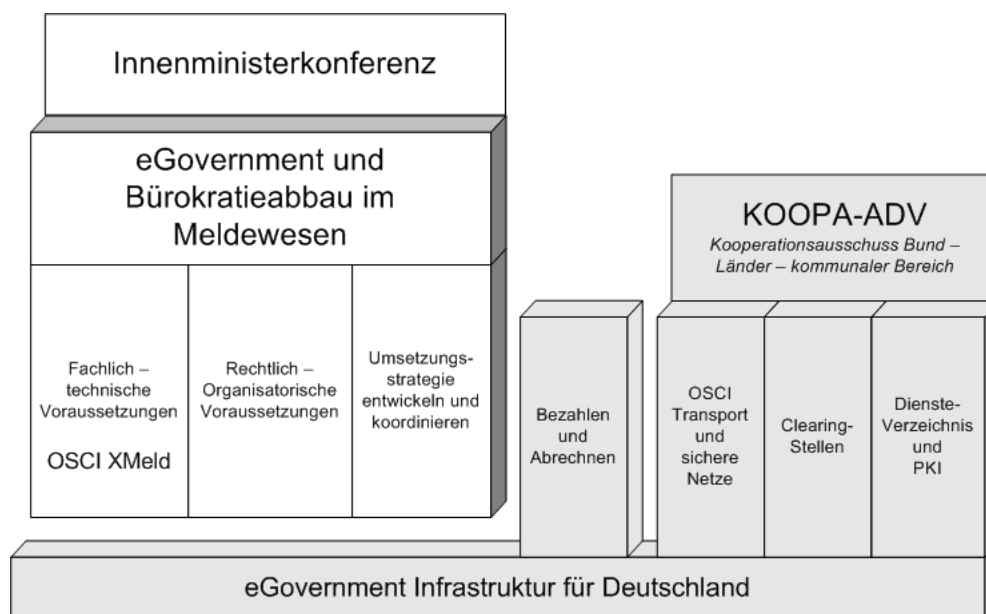 Innenministerkonferenz
eGovernment und
Bürokratieabbau im
Meldewesen
Fachlich –
technische
Voraussetzungen
OSCI XMeld
Rechtlich –
Organisatorische
Voraussetzungen
Umsetzungs-
strategie
entwickeln und
koordinieren
Bezahlen
und
Abrechnen
KOOPA-ADV
Kooperationsausschuss Bund –
Länder – kommunaler Bereich
OSCI
Transport
und
sichere
Netze
Clearing-
Stellen
Dienste-
Verzeichnis
und
PKI
eGovernment Infrastruktur für Deutschland